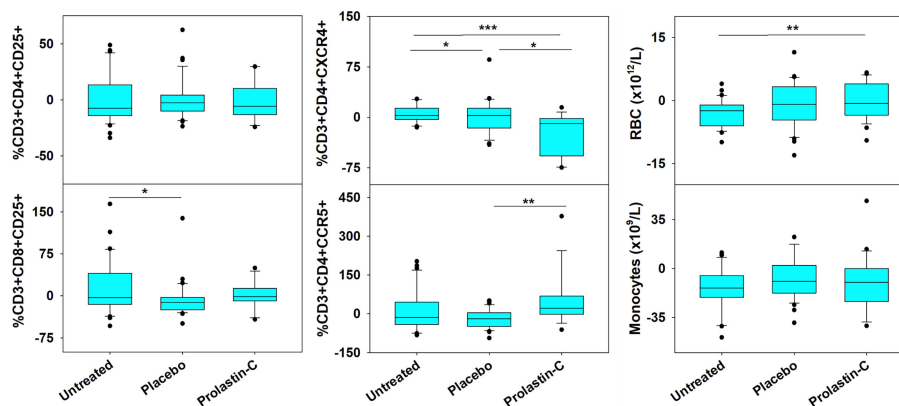 %CD3+CD4+CD25+
50
0
-50
%CD3+CD4+CXCR4+
150
75
0
-75
***
*
*
RBC (x10¹²/L)
15
0
-15
**
%CD3+CD8+CD25+
150
75
0
-75
*
%CD3+CD4+CCR5+
450
300
150
0
-150
**
Monocytes (x10⁹/L)
35
0
-35
Untreated
Placebo
Prolastin-C
Untreated
Placebo
Prolastin-C
Untreated
Placebo
Prolastin-C